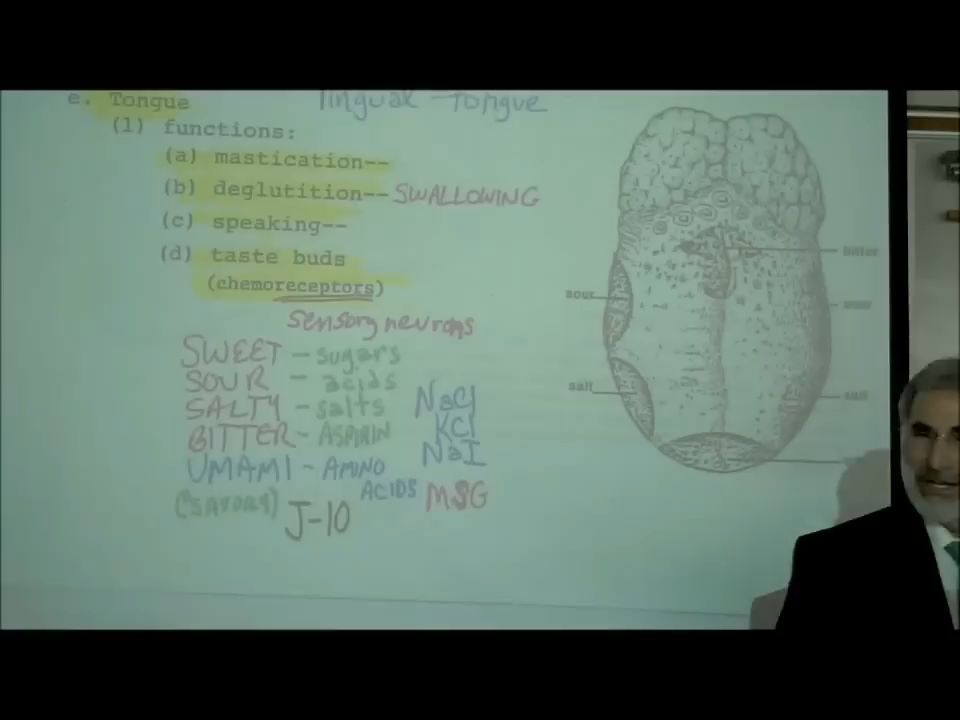 e. Tongue lingual - tongue
(1) functions:
(a) mastication--
(b) deglutition-- SWALLOWING
(c) speaking--
(d) taste buds
(chemoreceptors)
sensory neurons
SWEET - sugars
SOUR - acids
SALTY - salts NaCl
KCl
BITTER - ASPIRIN
NaI
UMAMI - AMINO
ACIDS MSG
(SAVORY) J-10
bitter
sour
sour
salt
salt